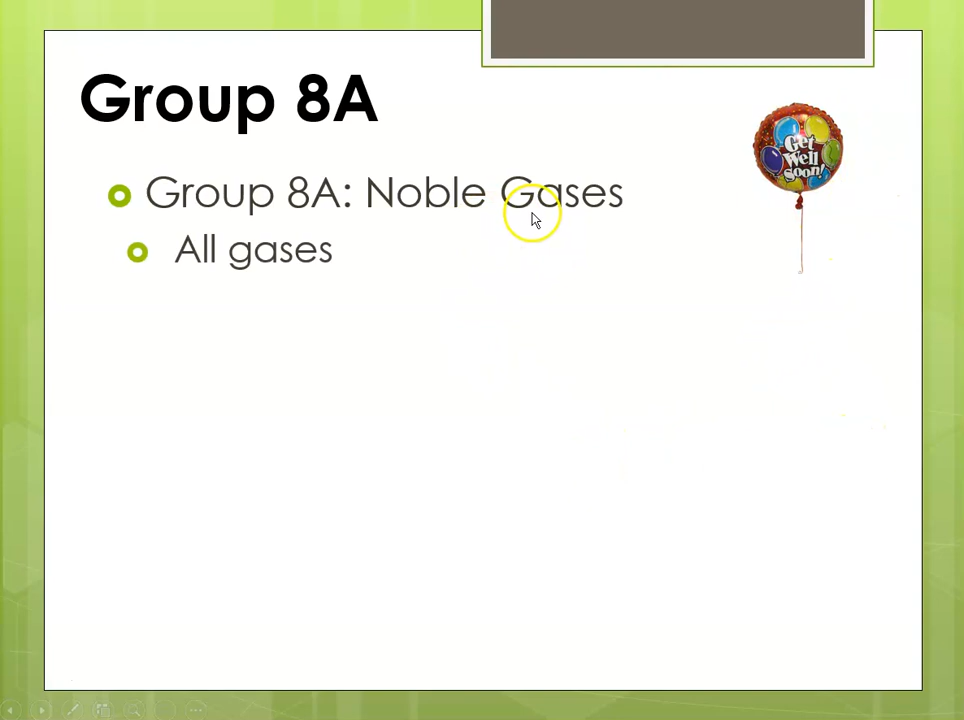 Group 8A
Group 8A: Noble Gases
All gases
Get
Well
Soon!